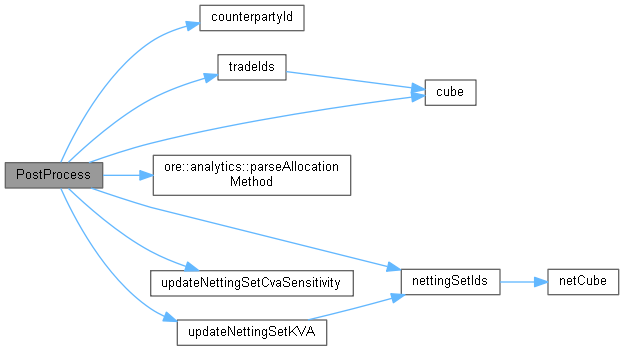 counterpartyId
tradeIds
cube
PostProcess
ore::analytics::parseAllocation
Method
updateNettingSetCvaSensitivity
nettingSetIds
netCube
updateNettingSetKVA